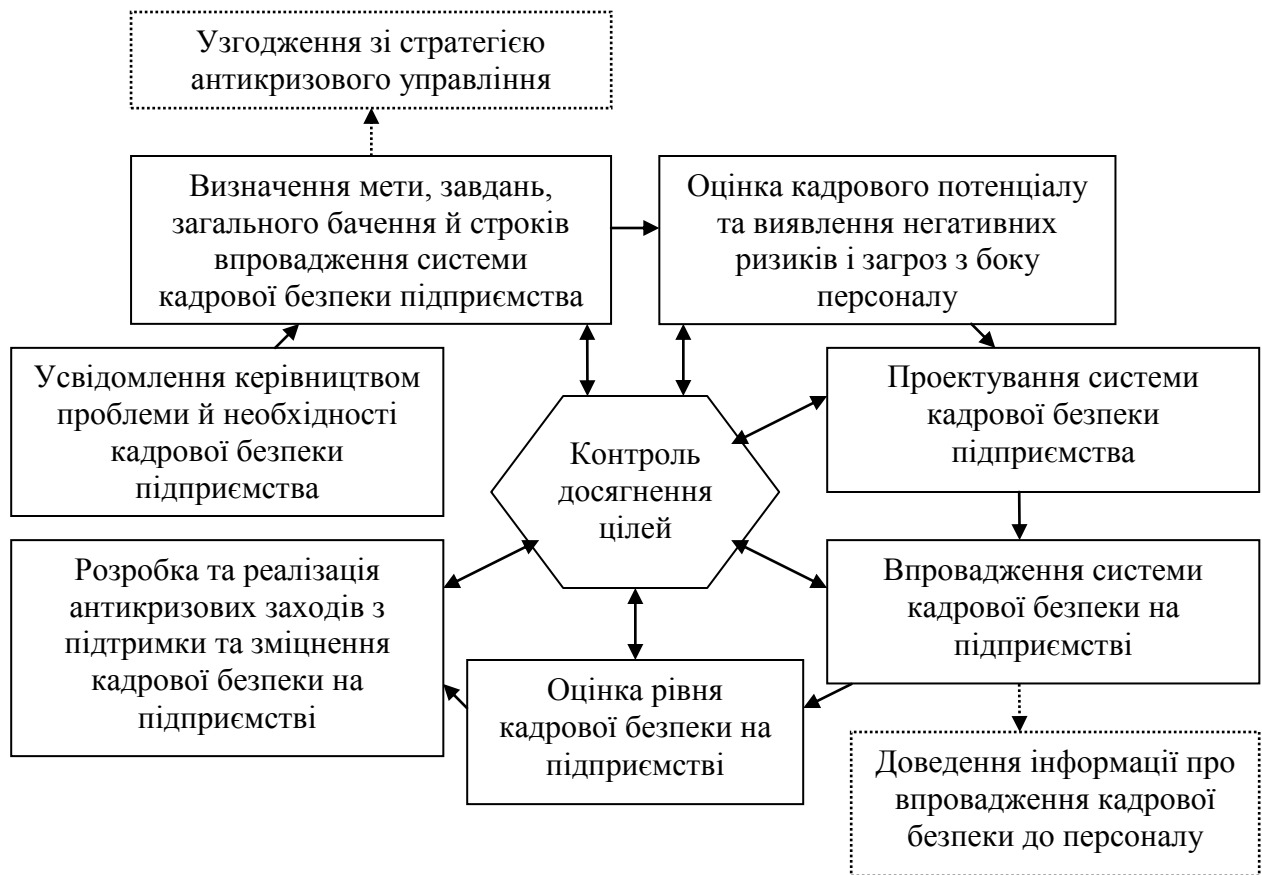 Узгодження зі стратегією
антикризового управління
Визначення мети, завдань,
загального бачення й строків
впровадження системи
кадрової безпеки підприємства
Оцінка кадрового потенціалу
та виявлення негативних
ризиків і загроз з боку
персоналу
Усвідомлення керівництвом
проблеми й необхідності
кадрової безпеки
підприємства
Контроль
досягнення
цілей
Проектування системи
кадрової безпеки
підприємства
Розробка та реалізація
антикризових заходів з
підтримки та зміцнення
кадрової безпеки на
підприємстві
Впровадження системи
кадрової безпеки на
підприємстві
Оцінка рівня
кадрової безпеки на
підприємстві
Доведення інформації про
впровадження кадрової
безпеки до персоналу